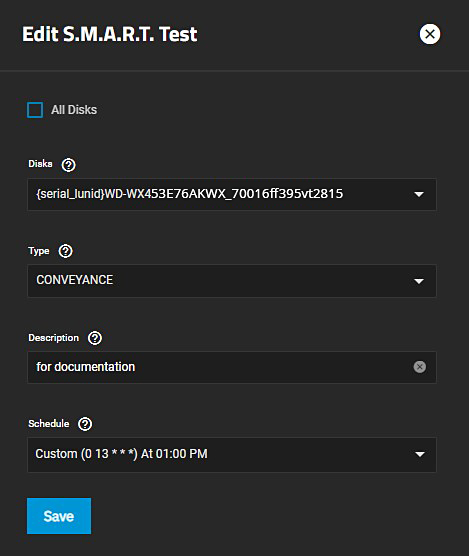 Edit S.M.A.R.T. Test
All Disks
Disks
{serial_lunid}WD-WX453E76AKWX_70016ff395vt2815
Type
CONVEYANCE
Description
for documentation
Schedule
Custom (0 13 * * *) At 01:00 PM
Save